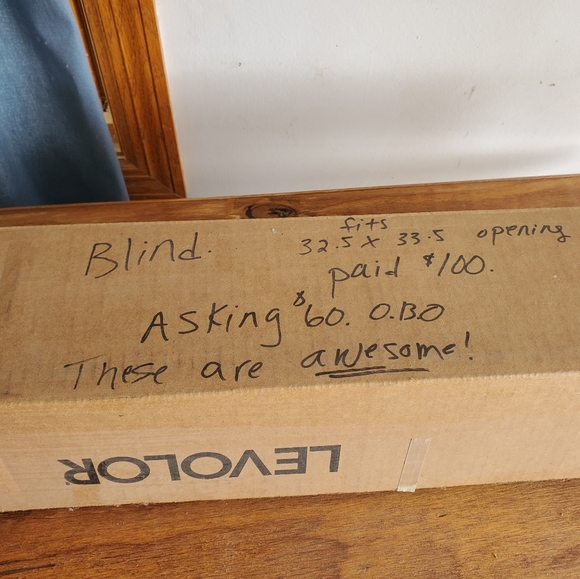 Blind.
fits
32.5 x 33.5 opening
paid $100.
Asking $60. O.B.O
These are awesome!
LEVOLOR